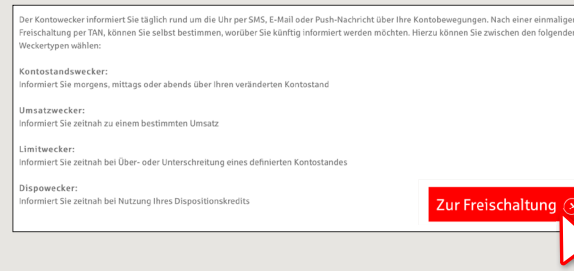 Der Kontowecker informiert Sie täglich rund um die Uhr per SMS, E-Mail oder Push-Nachricht über Ihre Kontobewegungen. Nach einer einmaligen
Freischaltung per TAN, können Sie selbst bestimmen, worüber Sie künftig informiert werden möchten. Hierzu können Sie zwischen den folgenden
Weckertypen wählen:
Kontostandswecker:
Informiert Sie morgens, mittags oder abends über Ihren veränderten Kontostand
Umsatzwecker:
Informiert Sie zeitnah zu einem bestimmten Umsatz
Limitwecker:
Informiert Sie zeitnah bei Über- oder Unterschreitung eines definierten Kontostandes
Dispowecker:
Informiert Sie zeitnah bei Nutzung Ihres Dispositionskredits
Zur Freischaltung